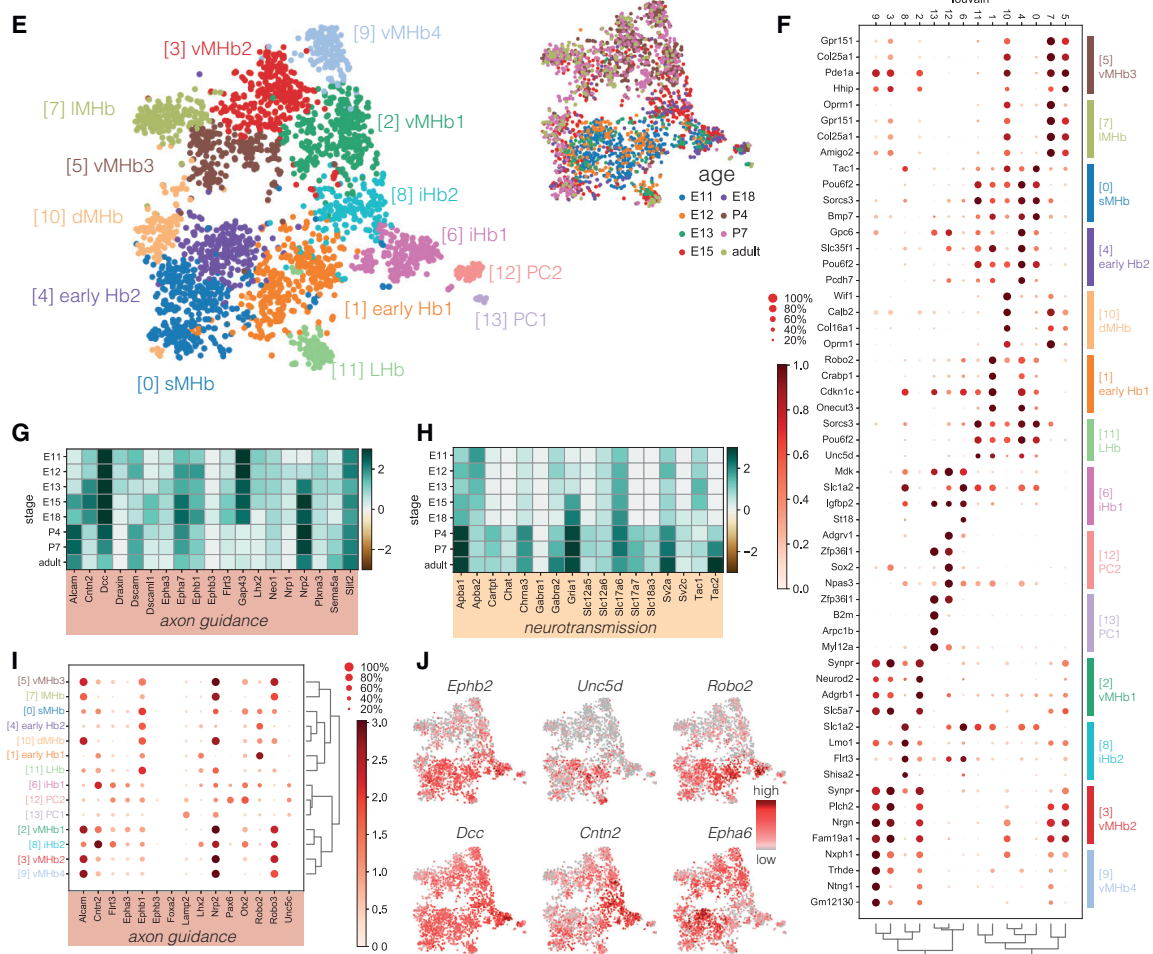 E
[3] vMHb2
[9] vMHb4
[7] lMHb
[2] vMHb1
[5] vMHb3
[8] iHb2
[10] dMHb
[6] iHb1
[12] PC2
[4] early Hb2
[1] early Hb1
[13] PC1
[11] LHb
[0] sMHb
age
E11 E18
E12 P4
E13 P7
E15 adult
F
9 3 8 2 13 12 6 11 1 10 4 0 7 5
Gpr151
Col25a1
Pde1a
Hhip
Oprm1
Gpr151
Col25a1
Amigo2
Tac1
Pou6f2
Sorcs3
Bmp7
Gpc6
Slc35f1
Pou6f2
Pcdh7
Wif1
Calb2
Col16a1
Oprm1
Robo2
Crabp1
Cdkn1c
Onecut3
Sorcs3
Pou6f2
Unc5d
Mdk
Slc1a2
Igfbp2
St18
Adgrv1
Zfp36l1
Sox2
Npas3
Zfp36l1
B2m
Arpc1b
Myl12a
Synpr
Neurod2
Adgrb1
Slc5a7
Slc1a2
Lmo1
Flrt3
Shisa2
Synpr
Plch2
Nrgn
Fam19a1
Nxph1
Trhde
Ntng1
Gm12130
[5]
vMHb3
[7]
lMHb
[0]
sMHb
[4]
early Hb2
[10]
dMHb
[1]
early Hb1
[11]
LHb
[6]
iHb1
[12]
PC2
[13]
PC1
[2]
vMHb1
[8]
iHb2
[3]
vMHb2
[9]
vMHb4
100%
80%
60%
40%
20%
1.0
0.8
0.6
0.4
0.2
0.0
G
stage
E11
E12
E13
E15
E18
P4
P7
adult
2
0
−2
Alcam
Cntn2
Dcc
Draxin
Dscam
Dscaml1
Epha3
Epha7
Ephb1
Ephb3
Flrt3
Gap43
Lhx2
Neo1
Nrp1
Nrp2
Plxna3
Sema5a
Slit2
axon guidance
H
stage
E11
E12
E13
E15
E18
P4
P7
adult
2
0
−2
Apba1
Apba2
Cartpt
Chat
Chrna3
Gabra1
Gabra2
Gria1
Slc12a5
Slc12a6
Slc17a6
Slc17a7
Slc18a3
Sv2a
Sv2c
Tac1
Tac2
neurotransmission
I
[5] vMHb3
[7] lMHb
[0] sMHb
[4] early Hb2
[10] dMHb
[1] early Hb1
[11] LHb
[6] iHb1
[12] PC2
[13] PC1
[2] vMHb1
[8] iHb2
[3] vMHb2
[9] vMHb4
Alcam
Cntn2
Flrt3
Epha3
Ephb1
Ephb3
Foxa2
Lamp2
Lhx2
Nrp2
Pax6
Otx2
Robo2
Robo3
Unc5c
axon guidance
100%
80%
60%
40%
20%
3.0
2.5
2.0
1.5
1.0
0.5
0 0
J
Ephb2
Unc5d
Robo2
high
low
Dcc
Cntn2
Epha6